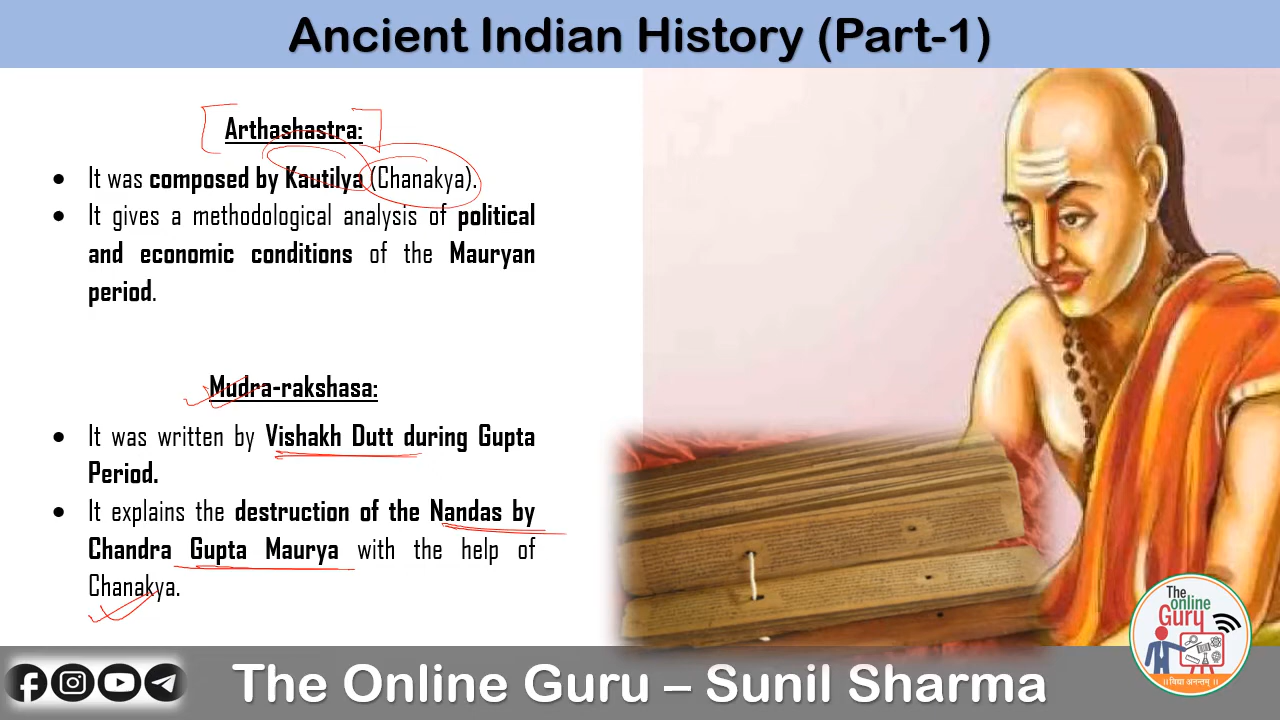 Ancient Indian History (Part-1)
Arthashastra:
• It was composed by Kautilya (Chanakya).
• It gives a methodological analysis of political
and economic conditions of the Mauryan
period.
Mudra-rakshasa:
• It was written by Vishakh Dutt during Gupta
Period.
• It explains the destruction of the Nandas by
Chandra Gupta Maurya with the help of
Chanakya.
The
online
Guru
॥ विद्या अनन्तम् ॥
The Online Guru – Sunil Sharma